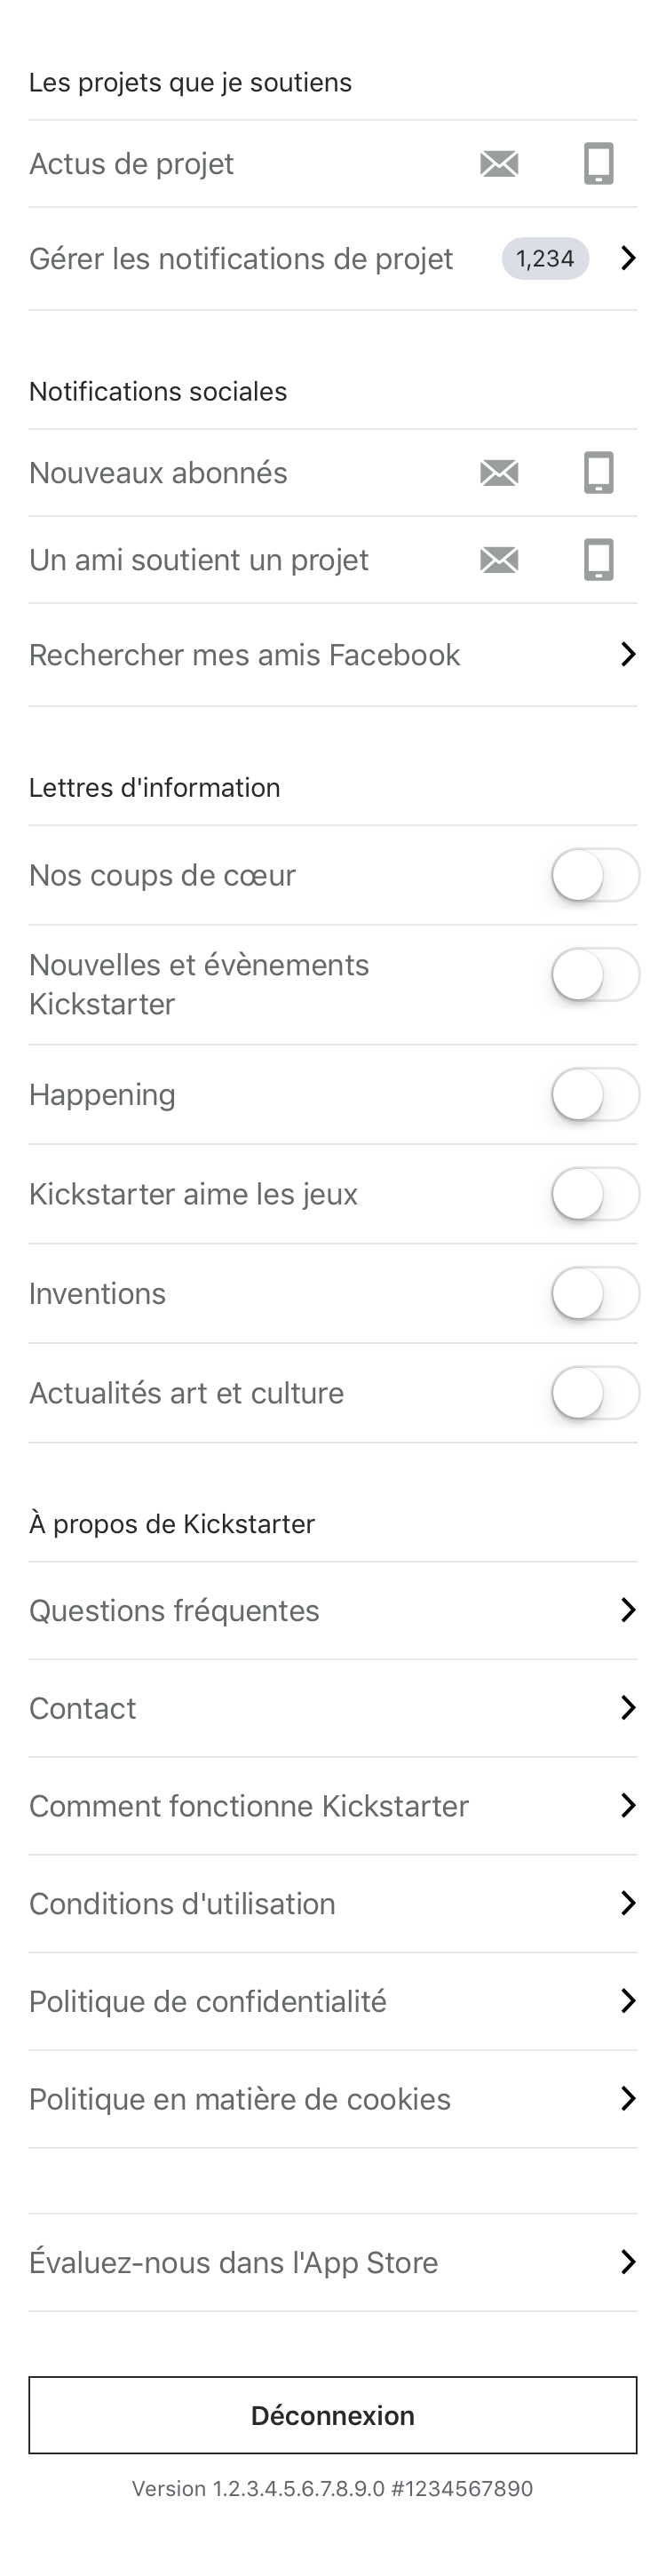 Les projets que je soutiens
Actus de projet
Gérer les notifications de projet 1,234
Notifications sociales
Nouveaux abonnés
Un ami soutient un projet
Rechercher mes amis Facebook
Lettres d'information
Nos coups de cœur
Nouvelles et évènements
Kickstarter
Happening
Kickstarter aime les jeux
Inventions
Actualités art et culture
À propos de Kickstarter
Questions fréquentes
Contact
Comment fonctionne Kickstarter
Conditions d'utilisation
Politique de confidentialité
Politique en matière de cookies
Évaluez-nous dans l'App Store
Déconnexion
Version 1.2.3.4.5.6.7.8.9.0 #1234567890